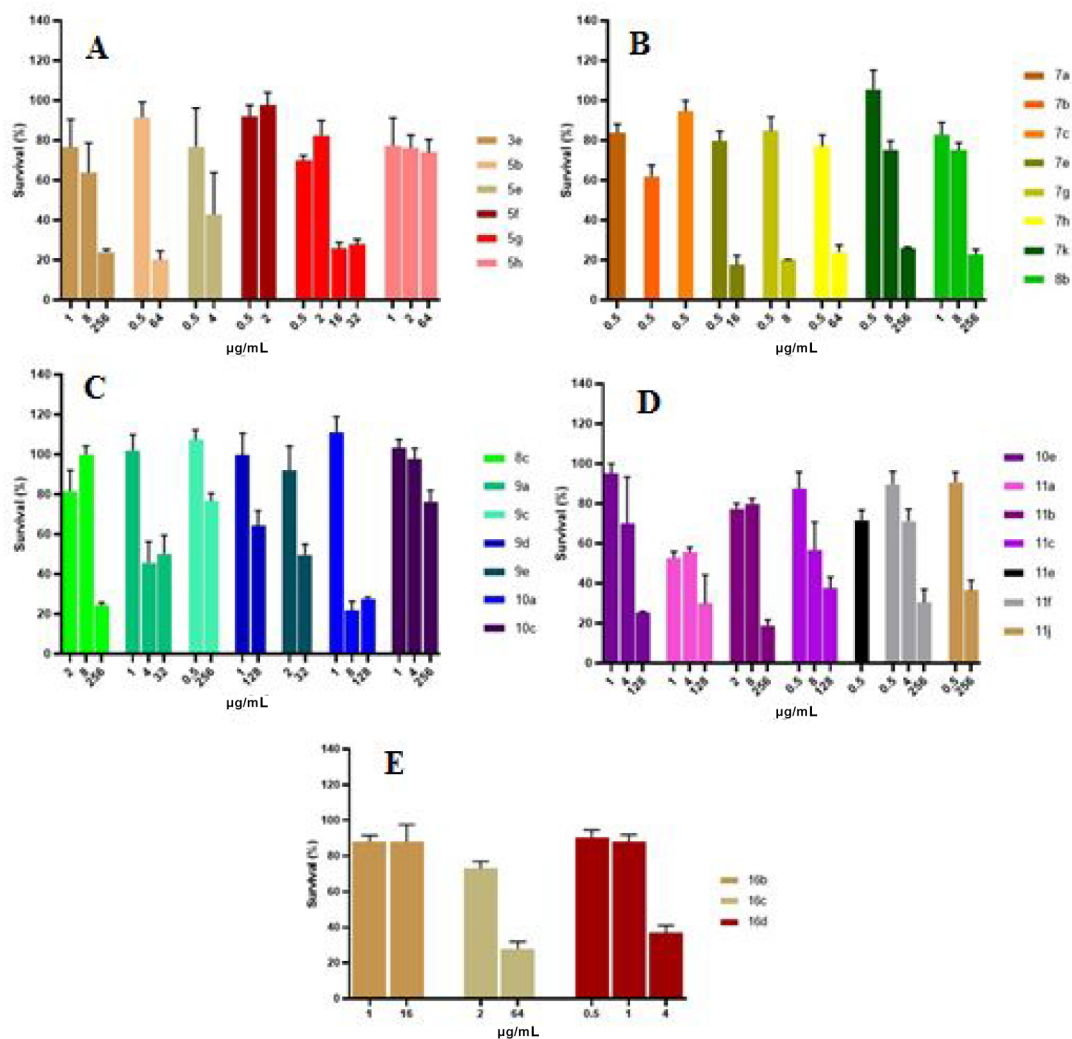 A
Survival (%)
140
120
100
80
60
40
20
0
1 8 256 0.5 64 0.5 4 0.5 2 0.5 2 16 32 1 2 64
µg/mL
3e
5b
5e
5f
5g
5h
B
Survival (%)
140
120
100
80
60
40
20
0
0.5 0.5 0.5 0.5 16 0.5 8 0.5 64 0.5 8 256 1 8 256
µg/mL
7a
7b
7c
7e
7g
7h
7k
8b
C
Survival (%)
140
120
100
80
60
40
20
0
2 8 256 1 4 32 0.5 256 1 128 2 32 1 8 128 1 4 256
µg/mL
8c
9a
9c
9d
9e
10a
10c
D
Survival (%)
140
120
100
80
60
40
20
0
1 4 128 1 4 128 2 8 256 0.5 8 128 0.5 0.5 4 256 0.5 256
µg/mL
10e
11a
11b
11c
11e
11f
11j
E
Survival (%)
140
120
100
80
60
40
20
0
1 16 2 64 0.5 1 4
µg/mL
16b
16c
16d